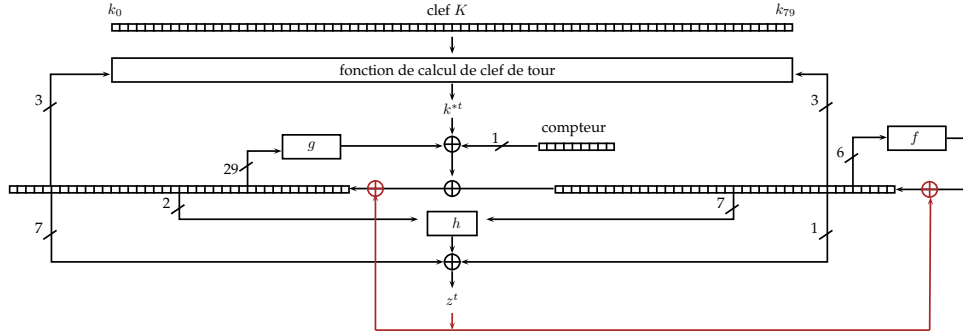 k₀ clef K k₇₉
fonction de calcul de clef de tour
3 k*ᵗ 3
compteur
g 1 f
29 6
2 7
7 h 1
zᵗ